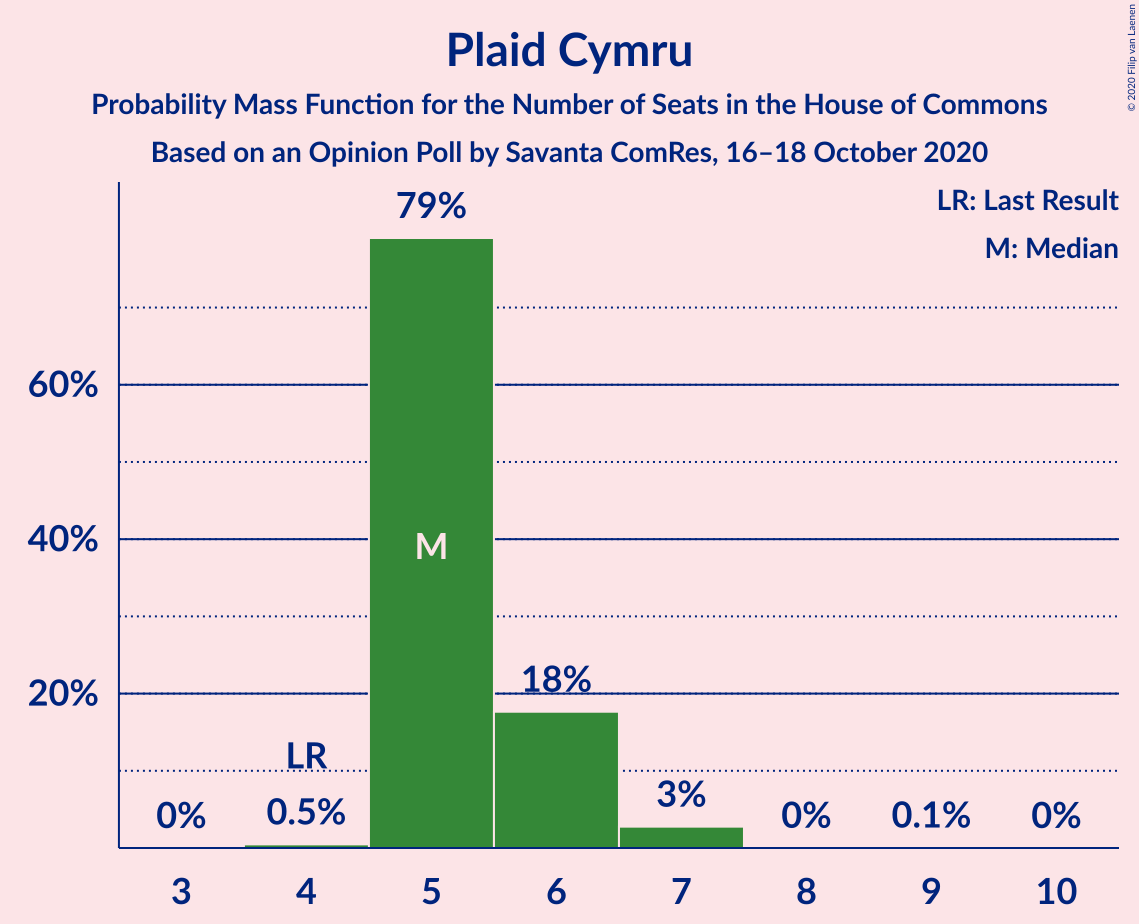 Plaid Cymru
Probability Mass Function for the Number of Seats in the House of Commons
Based on an Opinion Poll by Savanta ComRes, 16–18 October 2020
© 2020 Filip van Laenen
LR: Last Result
M: Median
79%
60%
40%
M
20%
18%
LR
0%
0.5%
3%
0%
0.1%
0%
3
4
5
6
7
8
9
10